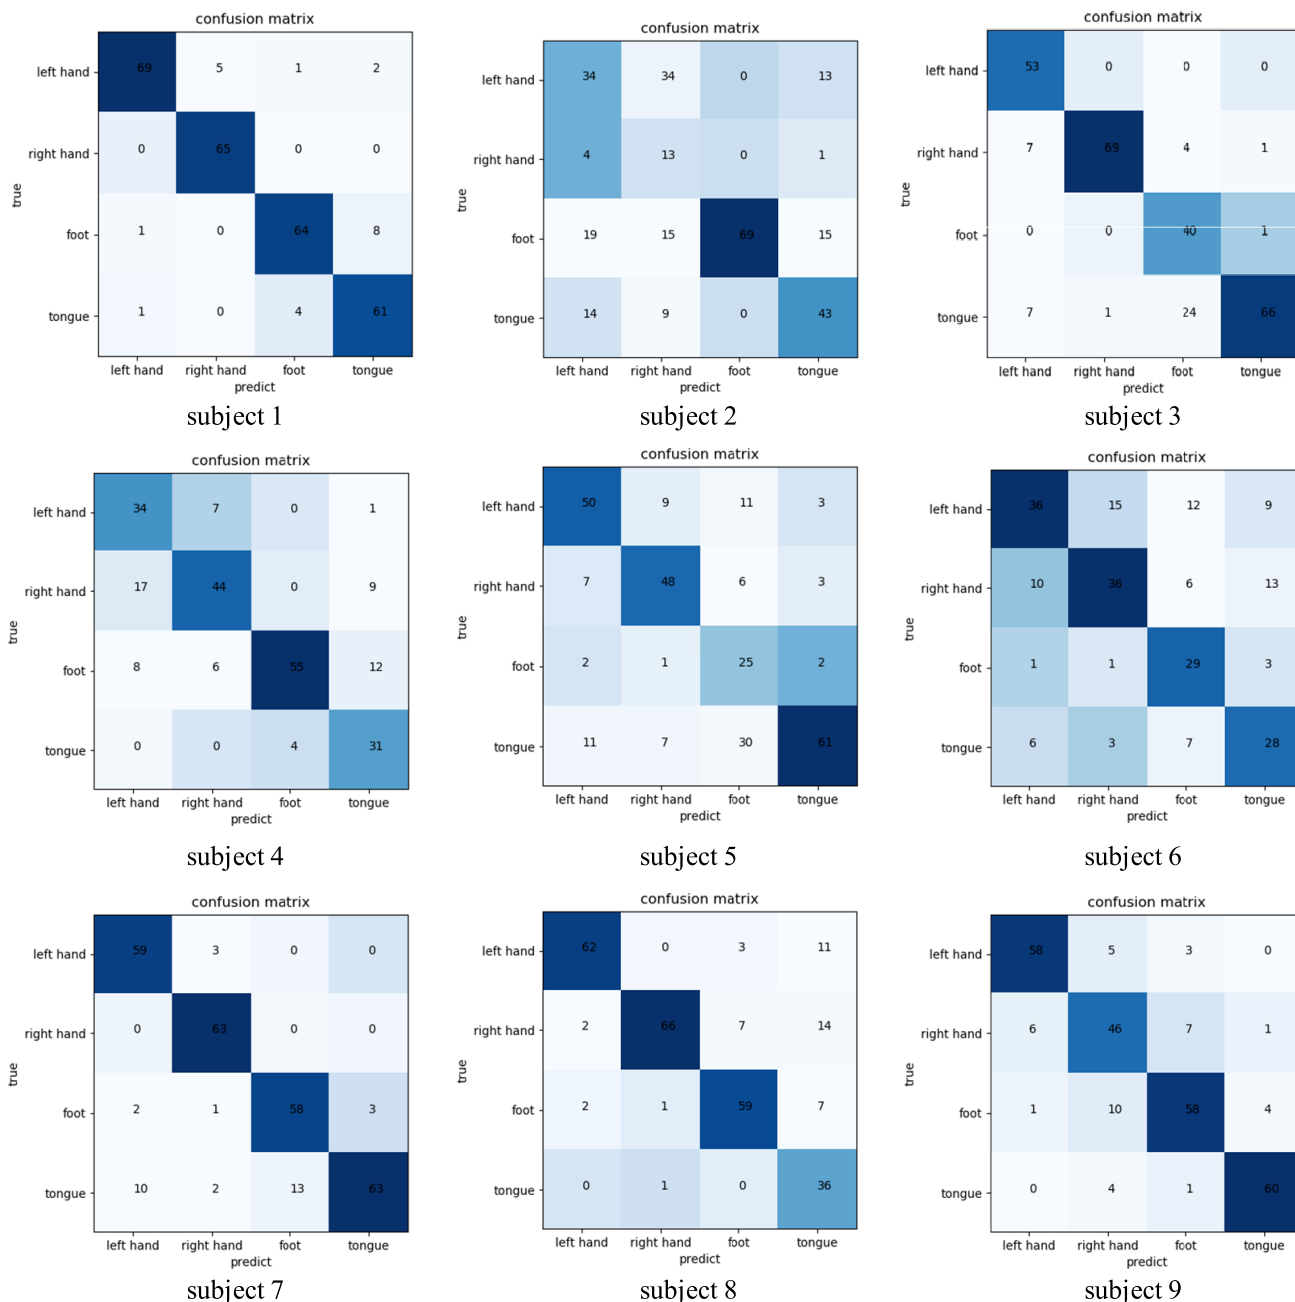 confusion matrix
left hand 69 5 1 2
right hand 0 65 0 0
foot 1 0 64 8
tongue 1 0 4 61
true
left hand right hand foot tongue
predict
subject 1
confusion matrix
left hand 34 34 0 13
right hand 4 13 0 1
foot 19 15 69 15
tongue 14 9 0 43
true
left hand right hand foot tongue
predict
subject 2
confusion matrix
left hand 53 0 0 0
right hand 7 69 4 1
foot 0 0 40 1
tongue 7 1 24 66
true
left hand right hand foot tongue
predict
subject 3
confusion matrix
left hand 34 7 0 1
right hand 17 44 0 9
foot 8 6 55 12
tongue 0 0 4 31
true
left hand right hand foot tongue
predict
subject 4
confusion matrix
left hand 50 9 11 3
right hand 7 48 6 3
foot 2 1 25 2
tongue 11 7 30 61
true
left hand right hand foot tongue
predict
subject 5
confusion matrix
left hand 36 15 12 9
right hand 10 36 6 13
foot 1 1 29 3
tongue 6 3 7 28
true
left hand right hand foot tongue
predict
subject 6
confusion matrix
left hand 59 3 0 0
right hand 0 63 0 0
foot 2 1 58 3
tongue 10 2 13 63
true
left hand right hand foot tongue
predict
subject 7
confusion matrix
left hand 62 0 3 11
right hand 2 66 7 14
foot 2 1 59 7
tongue 0 1 0 36
true
left hand right hand foot tongue
predict
subject 8
confusion matrix
left hand 58 5 3 0
right hand 6 46 7 1
foot 1 10 58 4
tongue 0 4 1 60
true
left hand right hand foot tongue
predict
subject 9